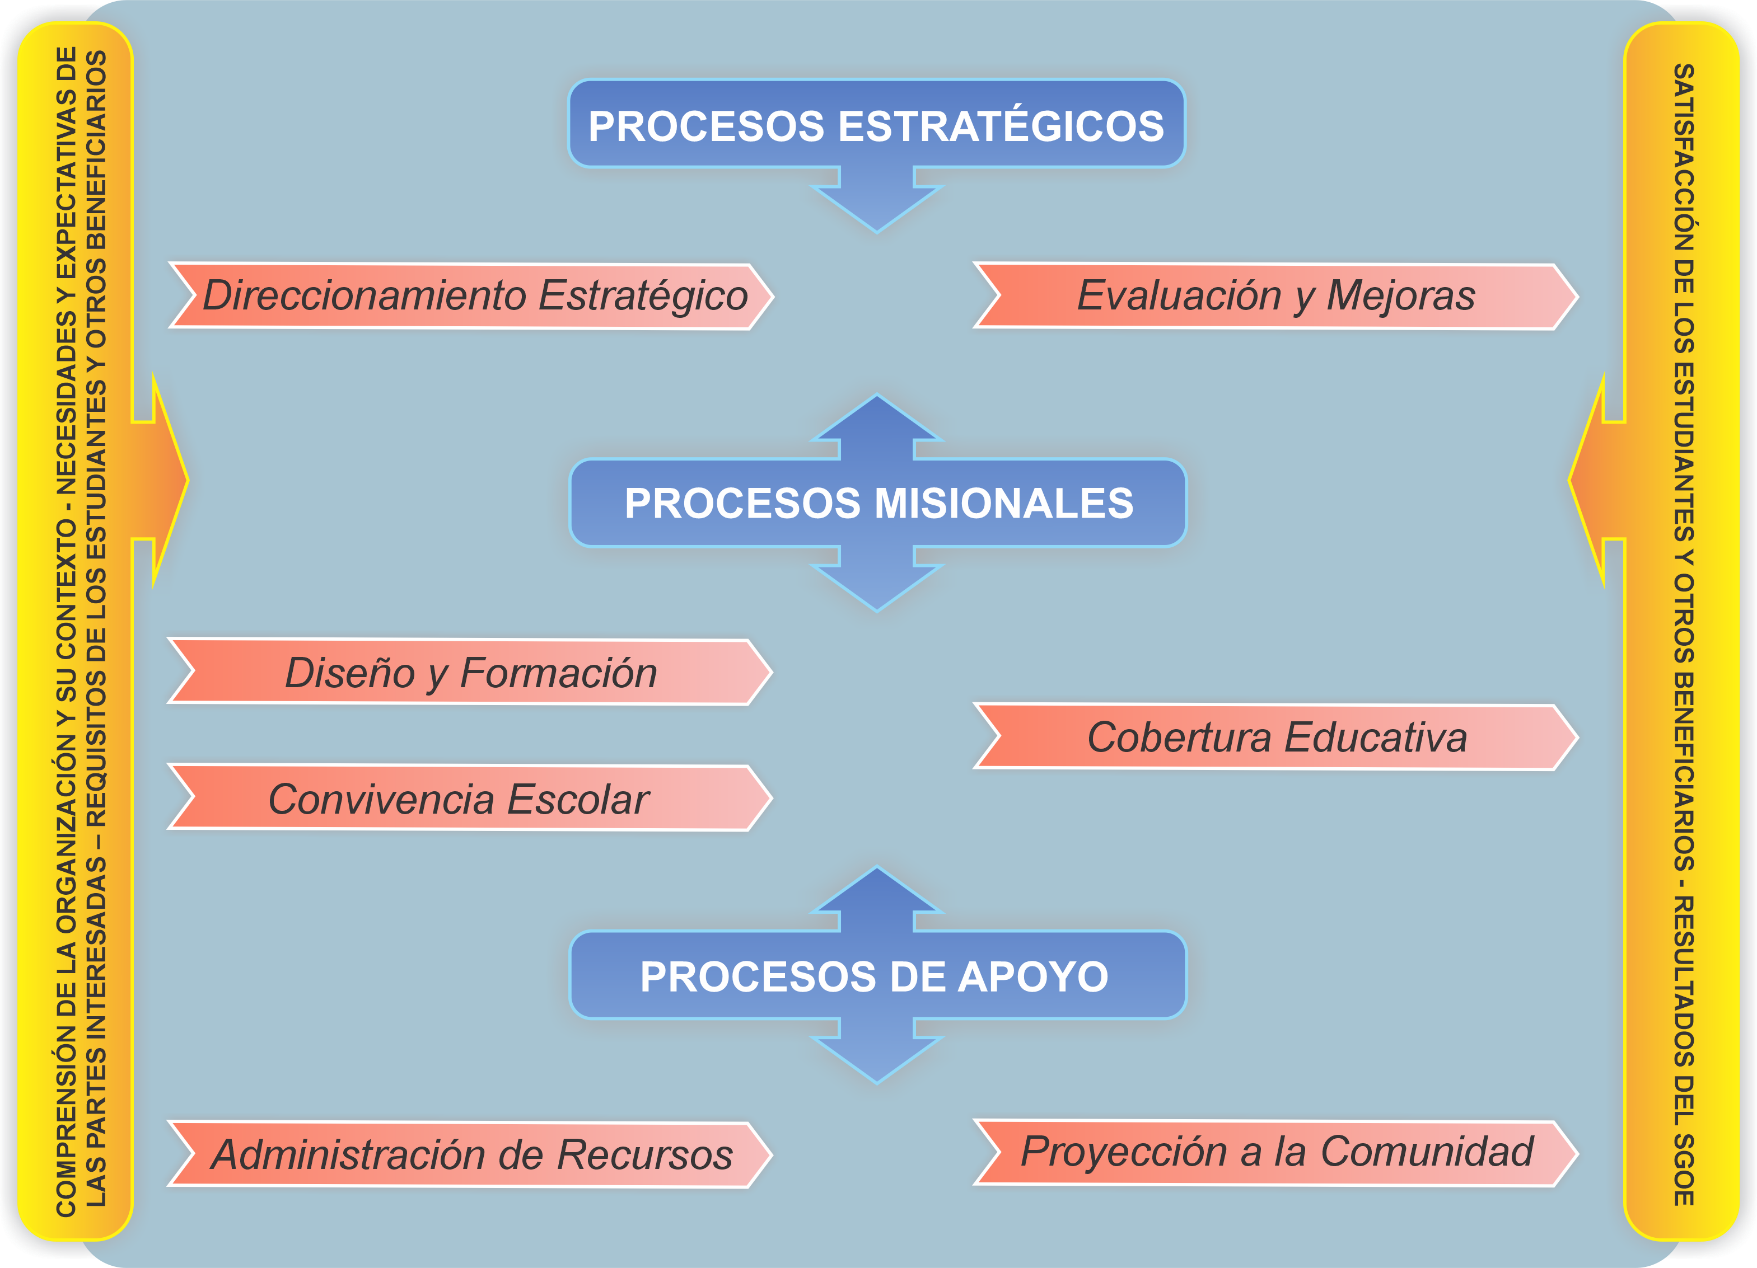 COMPRENSIÓN DE LA ORGANIZACIÓN Y SU CONTEXTO - NECESIDADES Y EXPECTATIVAS DE
LAS PARTES INTERESADAS – REQUISITOS DE LOS ESTUDIANTES Y OTROS BENEFICIARIOS
PROCESOS ESTRATÉGICOS
Direccionamiento Estratégico
Evaluación y Mejoras
PROCESOS MISIONALES
Diseño y Formación
Cobertura Educativa
Convivencia Escolar
PROCESOS DE APOYO
Administración de Recursos
Proyección a la Comunidad
SATISFACCIÓN DE LOS ESTUDIANTES Y OTROS BENEFICIARIOS - RESULTADOS DEL SGOE